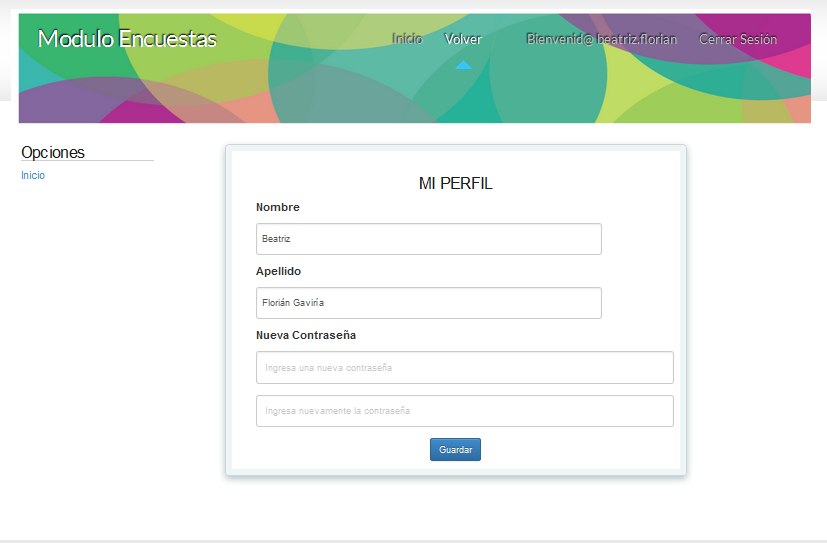 Modulo Encuestas
Inicio Volver Bienvenid@ beatriz.florian Cerrar Sesión
Opciones
Inicio
MI PERFIL
Nombre
Beatriz
Apellido
Florián Gaviría
Nueva Contraseña
Ingresa una nueva contraseña
Ingresa nuevamente la contraseña
Guardar